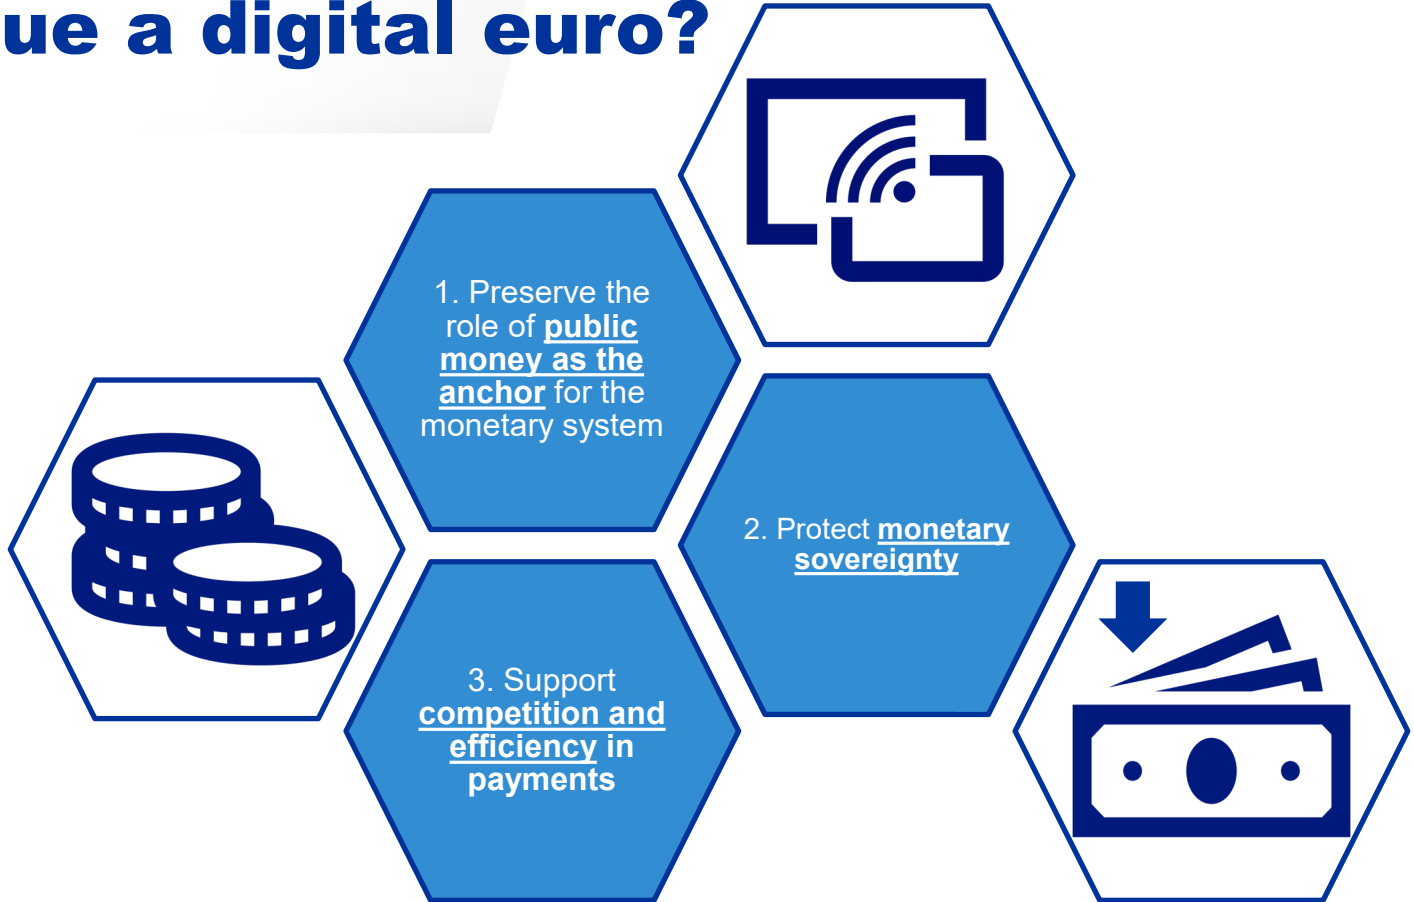 ue a digital euro?
1. Preserve the
role of public
money as the
anchor for the
monetary system
2. Protect monetary
sovereignty
3. Support
competition and
efficiency in
payments